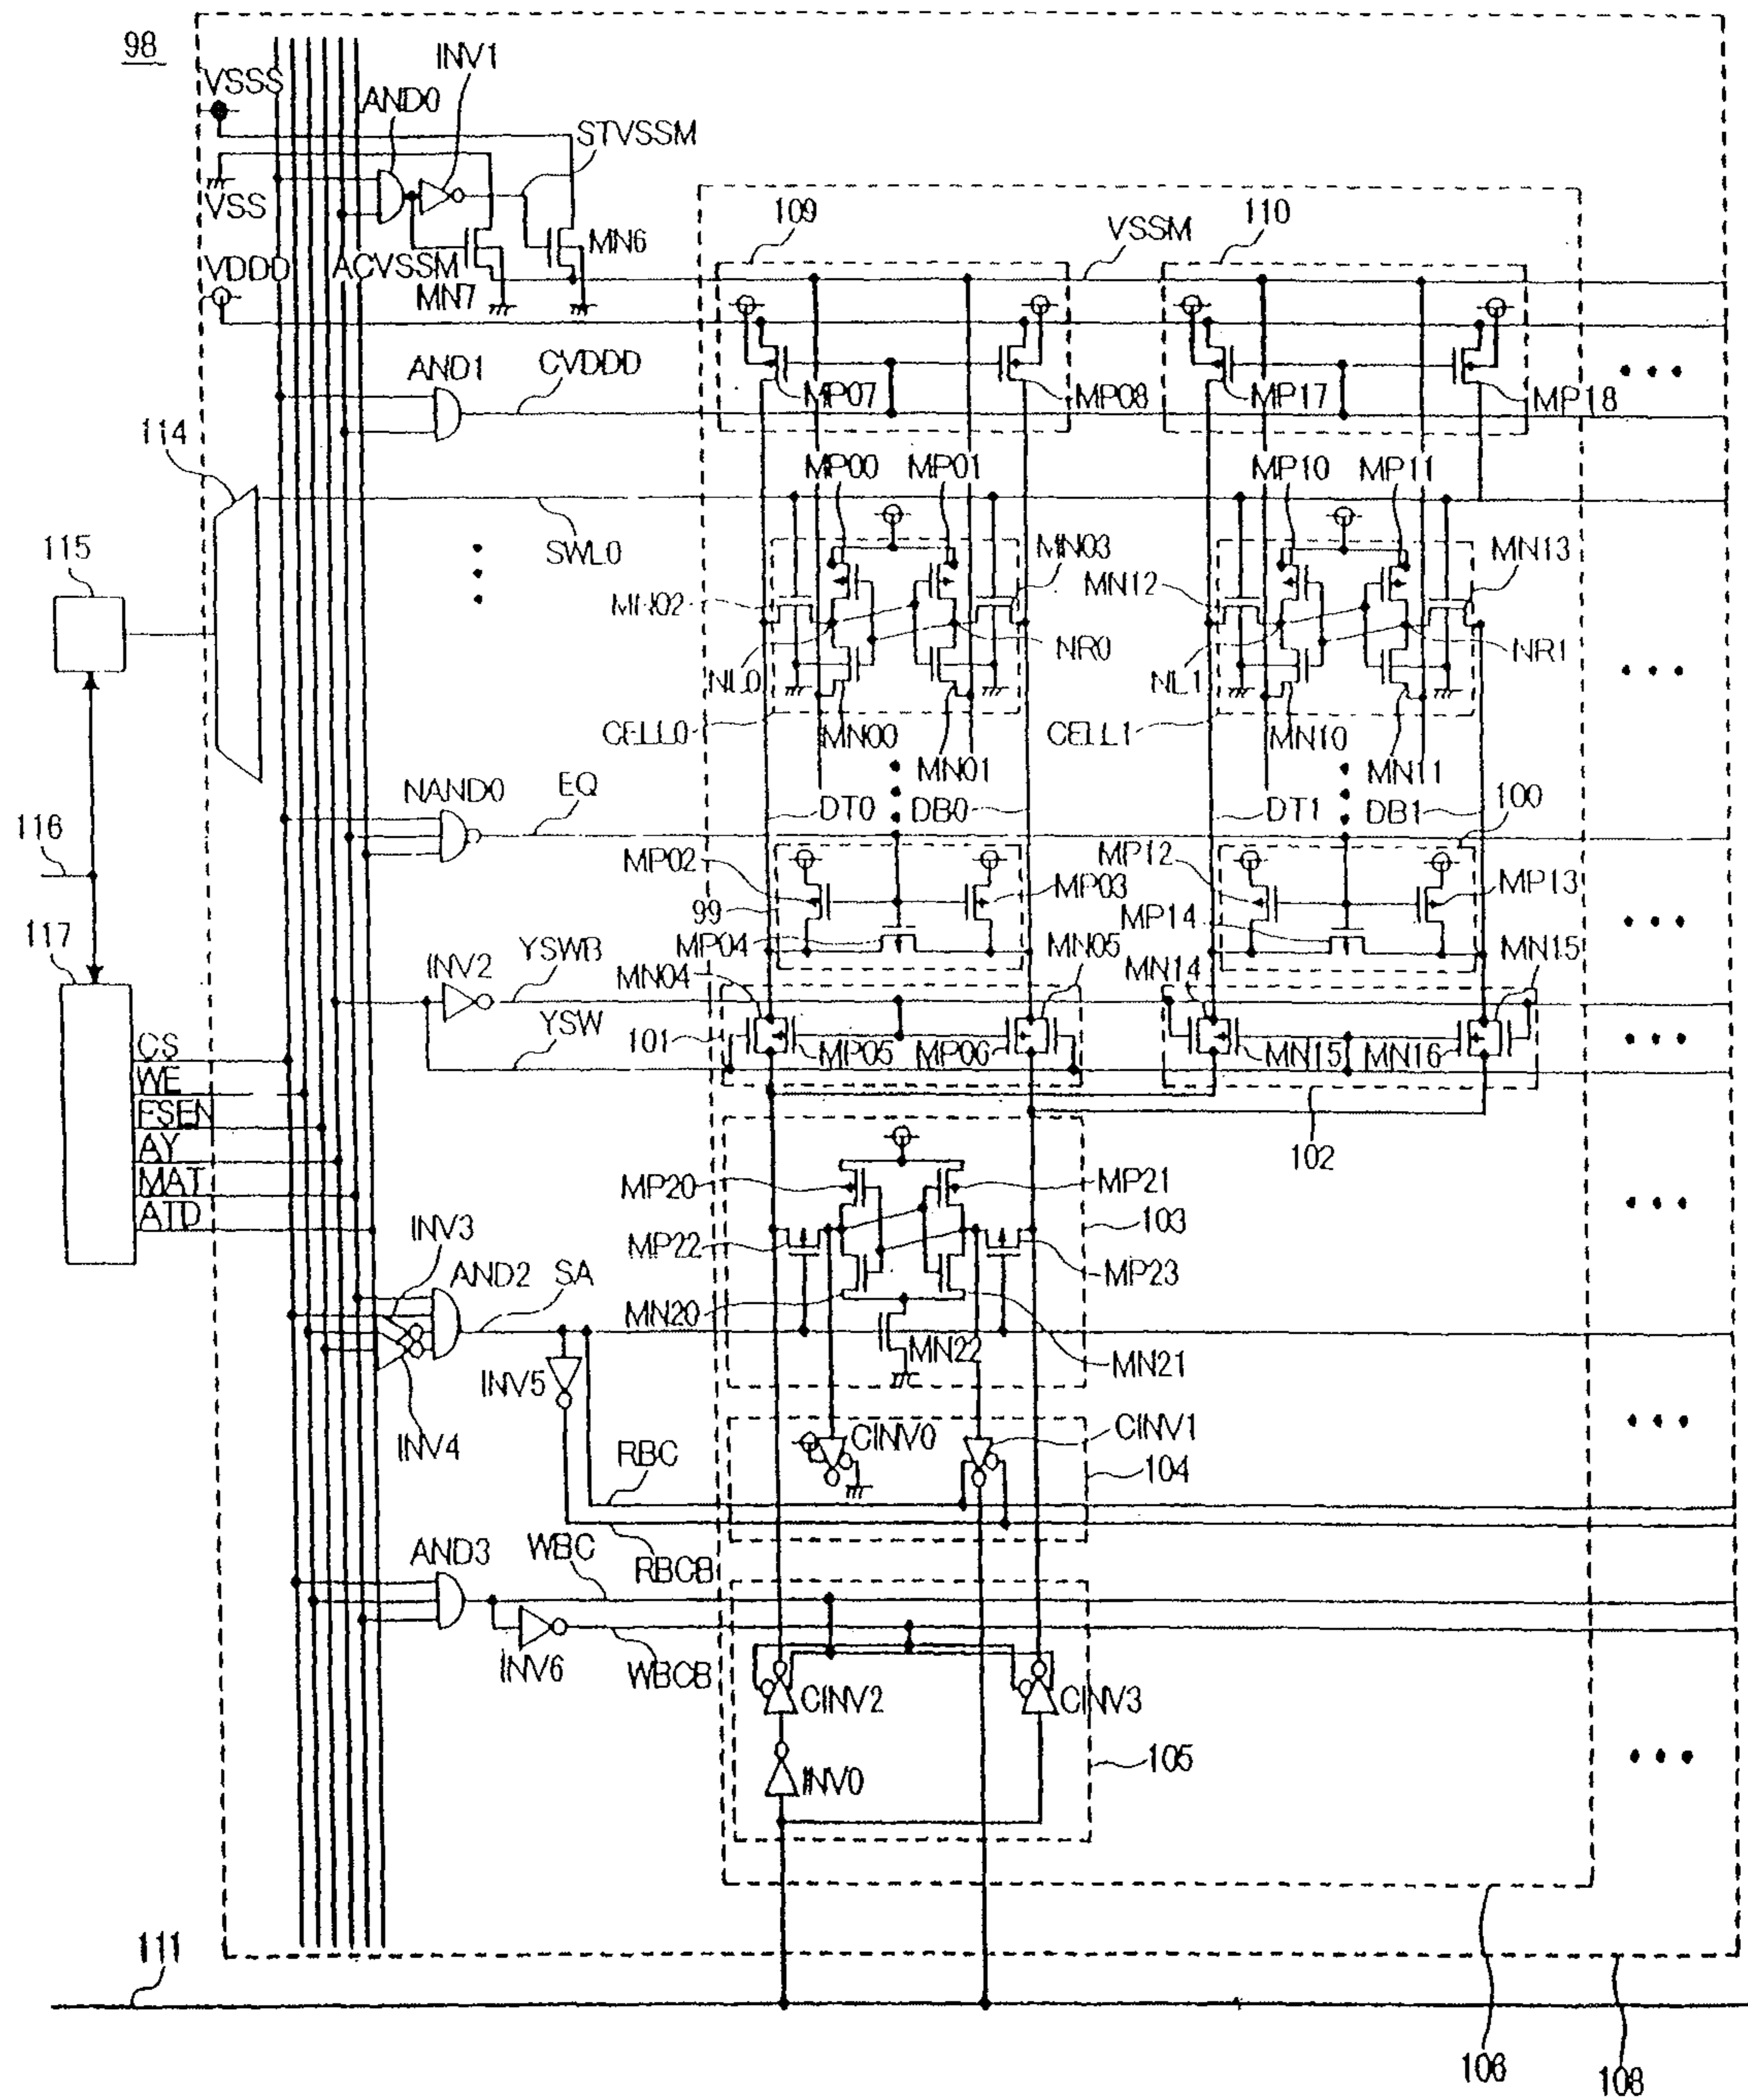 98
INV1
VSSS
AND0
STVSSM
VSS
109
VSSM
110
MN6
VDDD
ACVSSM
MN7
AND1
CVDDD
MP07
MP08
MP17
MP18
114
MP00
MP01
MP10
MP11
115
SWL0
MN03
MN13
MN02
MN12
NL0
NR0
NL1
NR1
CELL0
MN00
CELL1
MN10
MN01
MN11
NAND0
EQ
DT0
DB0
DT1
DB1
100
116
MP02
MP03
MP12
MP13
99
117
MP04
MN05
MP14
INV2
YSWB
MN04
MN14
MN15
YSW
101
MP05
MP06
MN15
MN16
CS
WE
FSEN
AY
102
MAT
MP20
MP21
ATD
INV3
103
MP22
AND2
SA
MP23
MN20
MN22
MN21
INV5
CINV0
CINV1
INV4
RBC
104
AND3
WBC
RBCB
INV6
WBCB
CINV2
CINV3
INV0
105
111
106
108